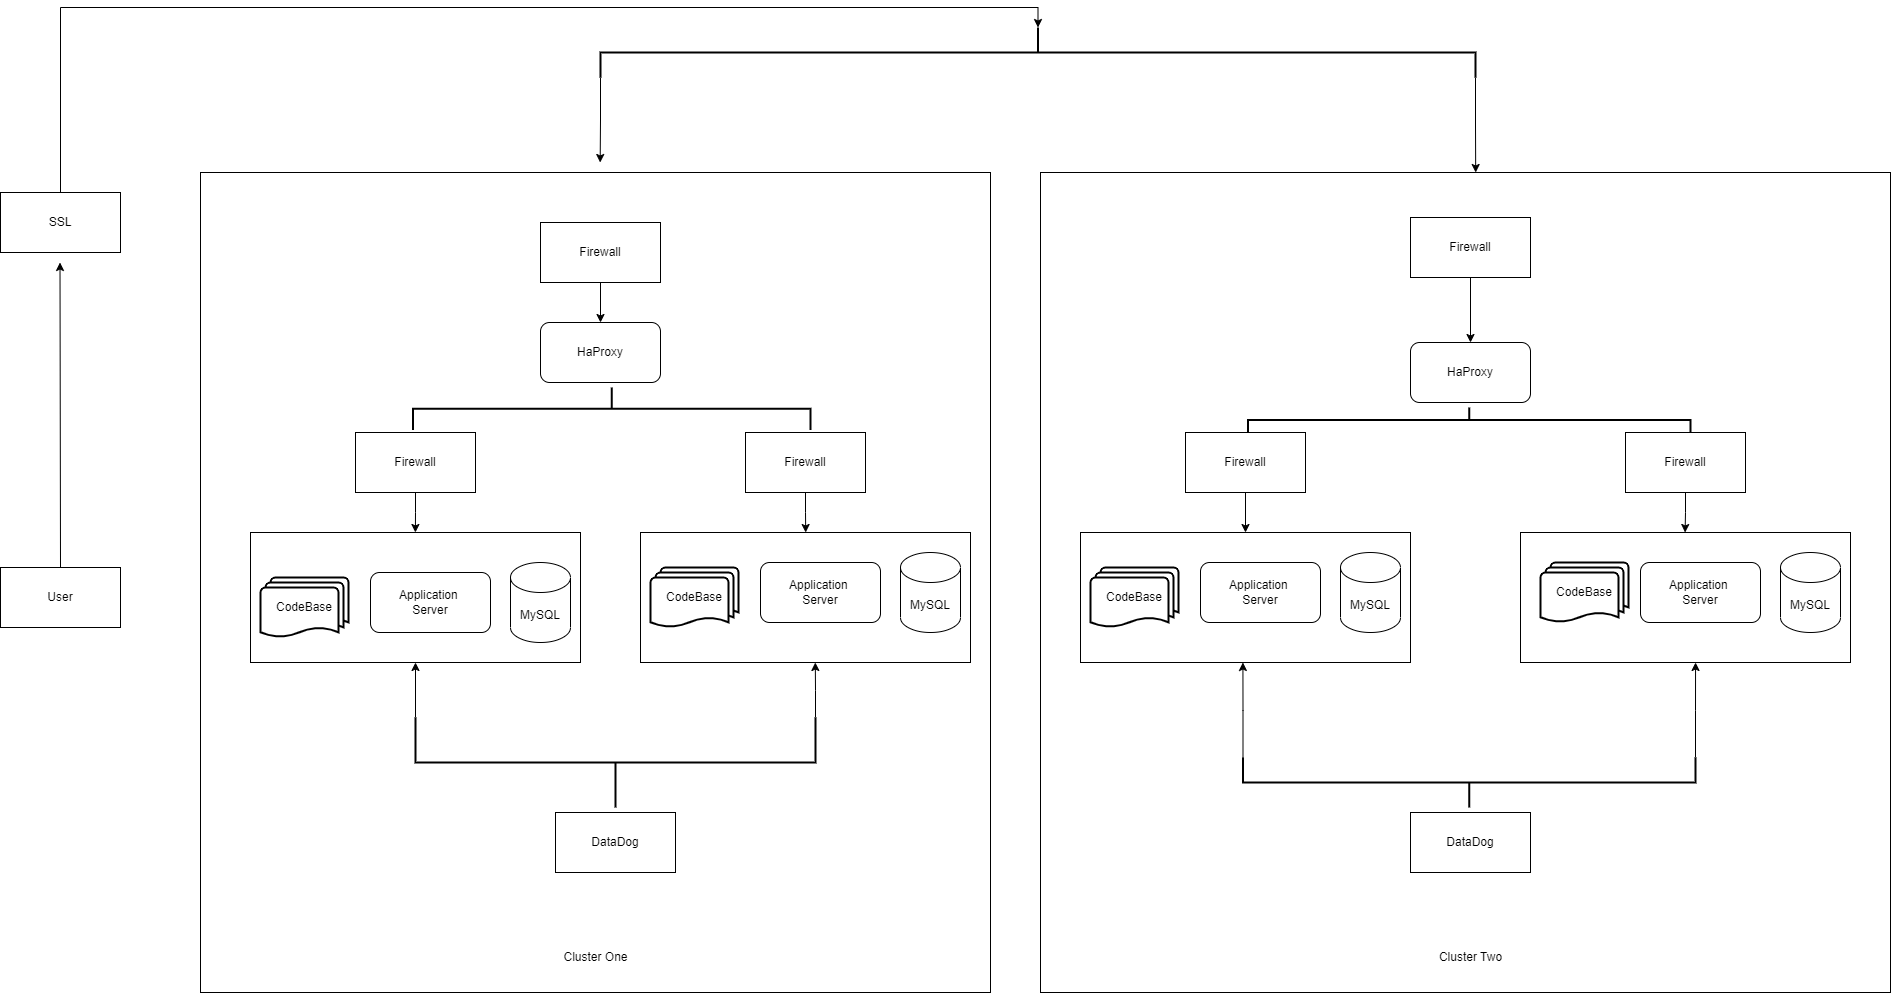 SSL
User
Firewall
HaProxy
Firewall
Firewall
CodeBase
Application
Server
MySQL
CodeBase
Application
Server
MySQL
DataDog
Cluster One
Firewall
HaProxy
Firewall
Firewall
CodeBase
Application
Server
MySQL
CodeBase
Application
Server
MySQL
DataDog
Cluster Two